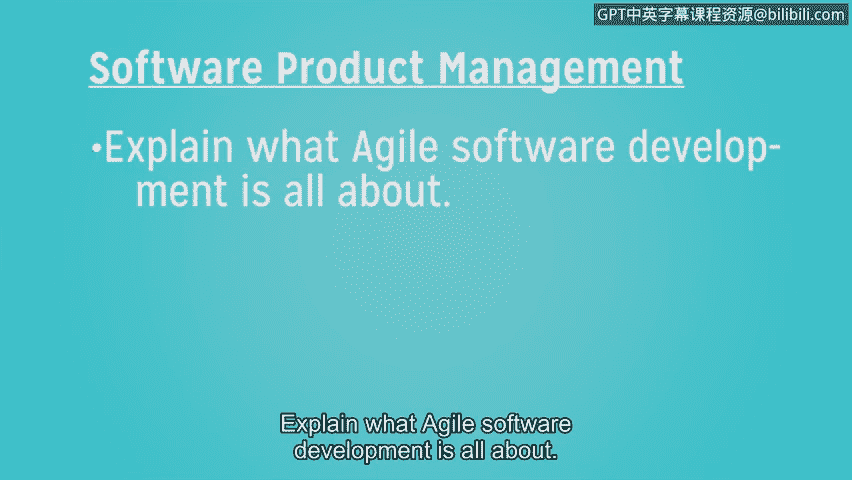 GPT中英字幕课程资源@bilibili.com
Software Product Management
•Explain what Agile software develop-
ment is all about.
Explain what Agile software
development is all about.